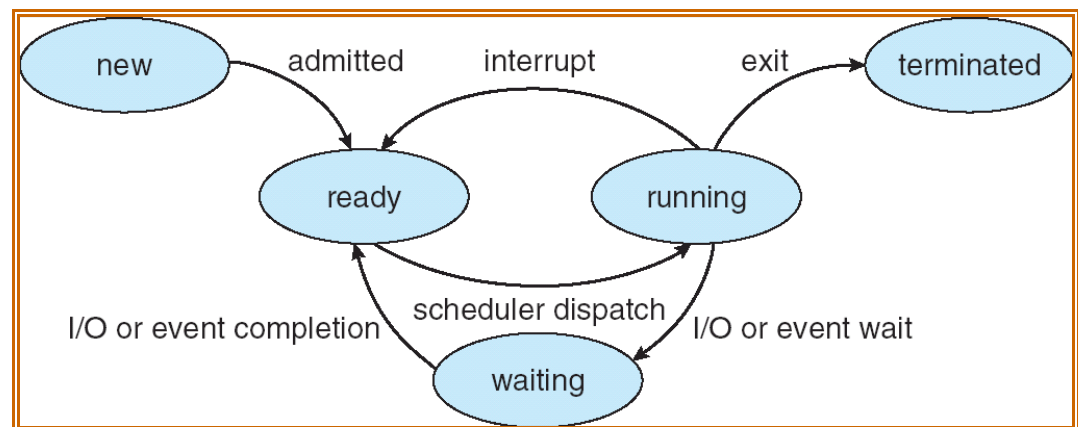 new
admitted
interrupt
exit
terminated
ready
running
scheduler dispatch
I/O or event completion
I/O or event wait
waiting